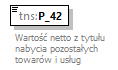 tns:P_42
Wartość netto z tytułu
nabycia pozostałych
towarów i usług